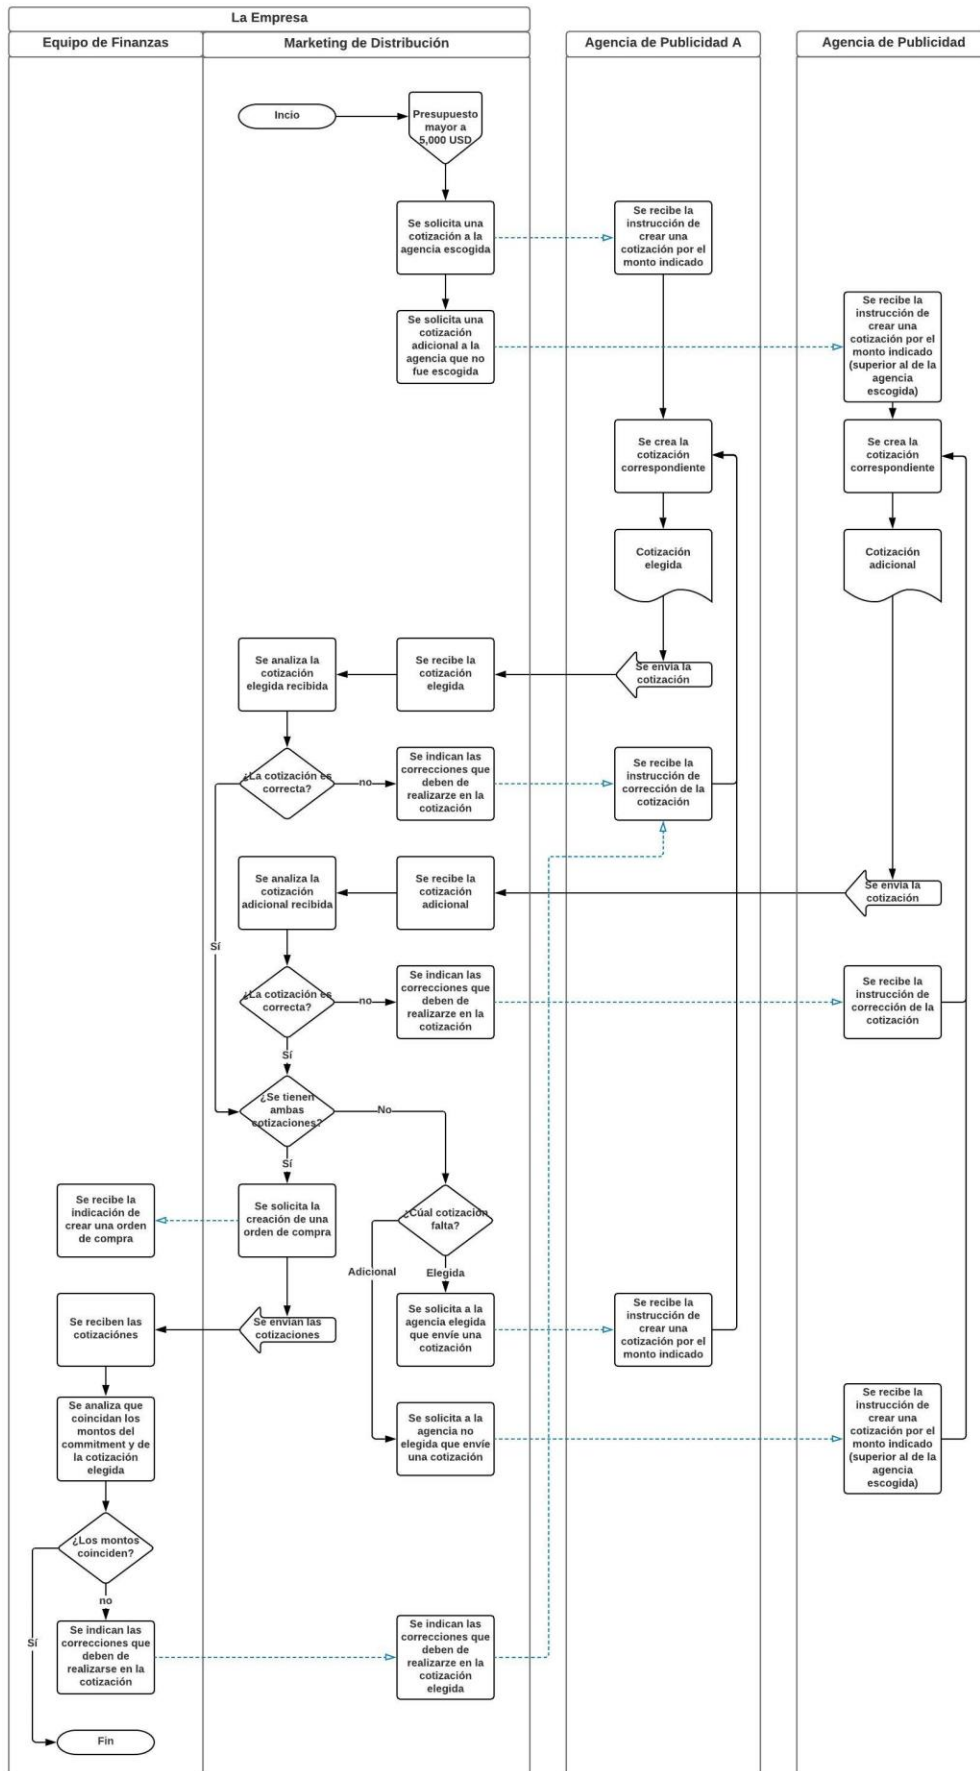 La Empresa
Equipo de Finanzas
Marketing de Distribución
Agencia de Publicidad A
Agencia de Publicidad
Incio
Presupuesto
mayor a
5,000 USD
Se solicita una
cotización a la
agencia escogida
Se recibe la
instrucción de
crear una
cotización por el
monto indicado
Se solicita una
cotización
adicional a la
agencia que no
fue escogida
Se recibe la
instrucción de
crear una
cotización por el
monto indicado
(superior al de la
agencia
escogida)
Se crea la
cotización
correspondiente
Se crea la
cotización
correspondiente
Cotización
elegida
Cotización
adicional
Se analiza la
cotización
elegida recibida
Se recibe la
cotización
elegida
Se envía la
cotización
¿La cotización es
correcta?
no
Se indican las
correcciones que
deben de
realizarze en la
cotización
Se recibe la
instrucción de
corrección de la
cotización
Se analiza la
cotización
adicional recibida
Se recibe la
cotización
adicional
Se envía la
cotización
Sí
¿La cotización es
correcta?
no
Se indican las
correcciones que
deben de
realizarze en la
cotización
Se recibe la
instrucción de
corrección de la
cotización
Sí
¿Se tienen
ambas
cotizaciones?
No
Sí
Se recibe la
indicación de
crear una orden
de compra
Se solicita la
creación de una
orden de compra
¿Cúal cotización
falta?
Adicional
Elegida
Se reciben las
cotizaciónes
Se envían las
cotizaciones
Se solicita a la
agencia elegida
que envíe una
cotización
Se recibe la
instrucción de
crear una
cotización por el
monto indicado
Se analiza que
coincidan los
montos del
commitment y de
la cotización
elegida
Se solicita a la
agencia no
elegida que envíe
una cotización
Se recibe la
instrucción de
crear una
cotización por el
monto indicado
(superior al de la
agencia
escogida)
¿Los montos
coinciden?
no
Sí
Se indican las
correcciones que
deben de
realizarse en la
cotización
Se indican las
correcciones que
deben de
realizarze en la
cotización
elegida
Fin